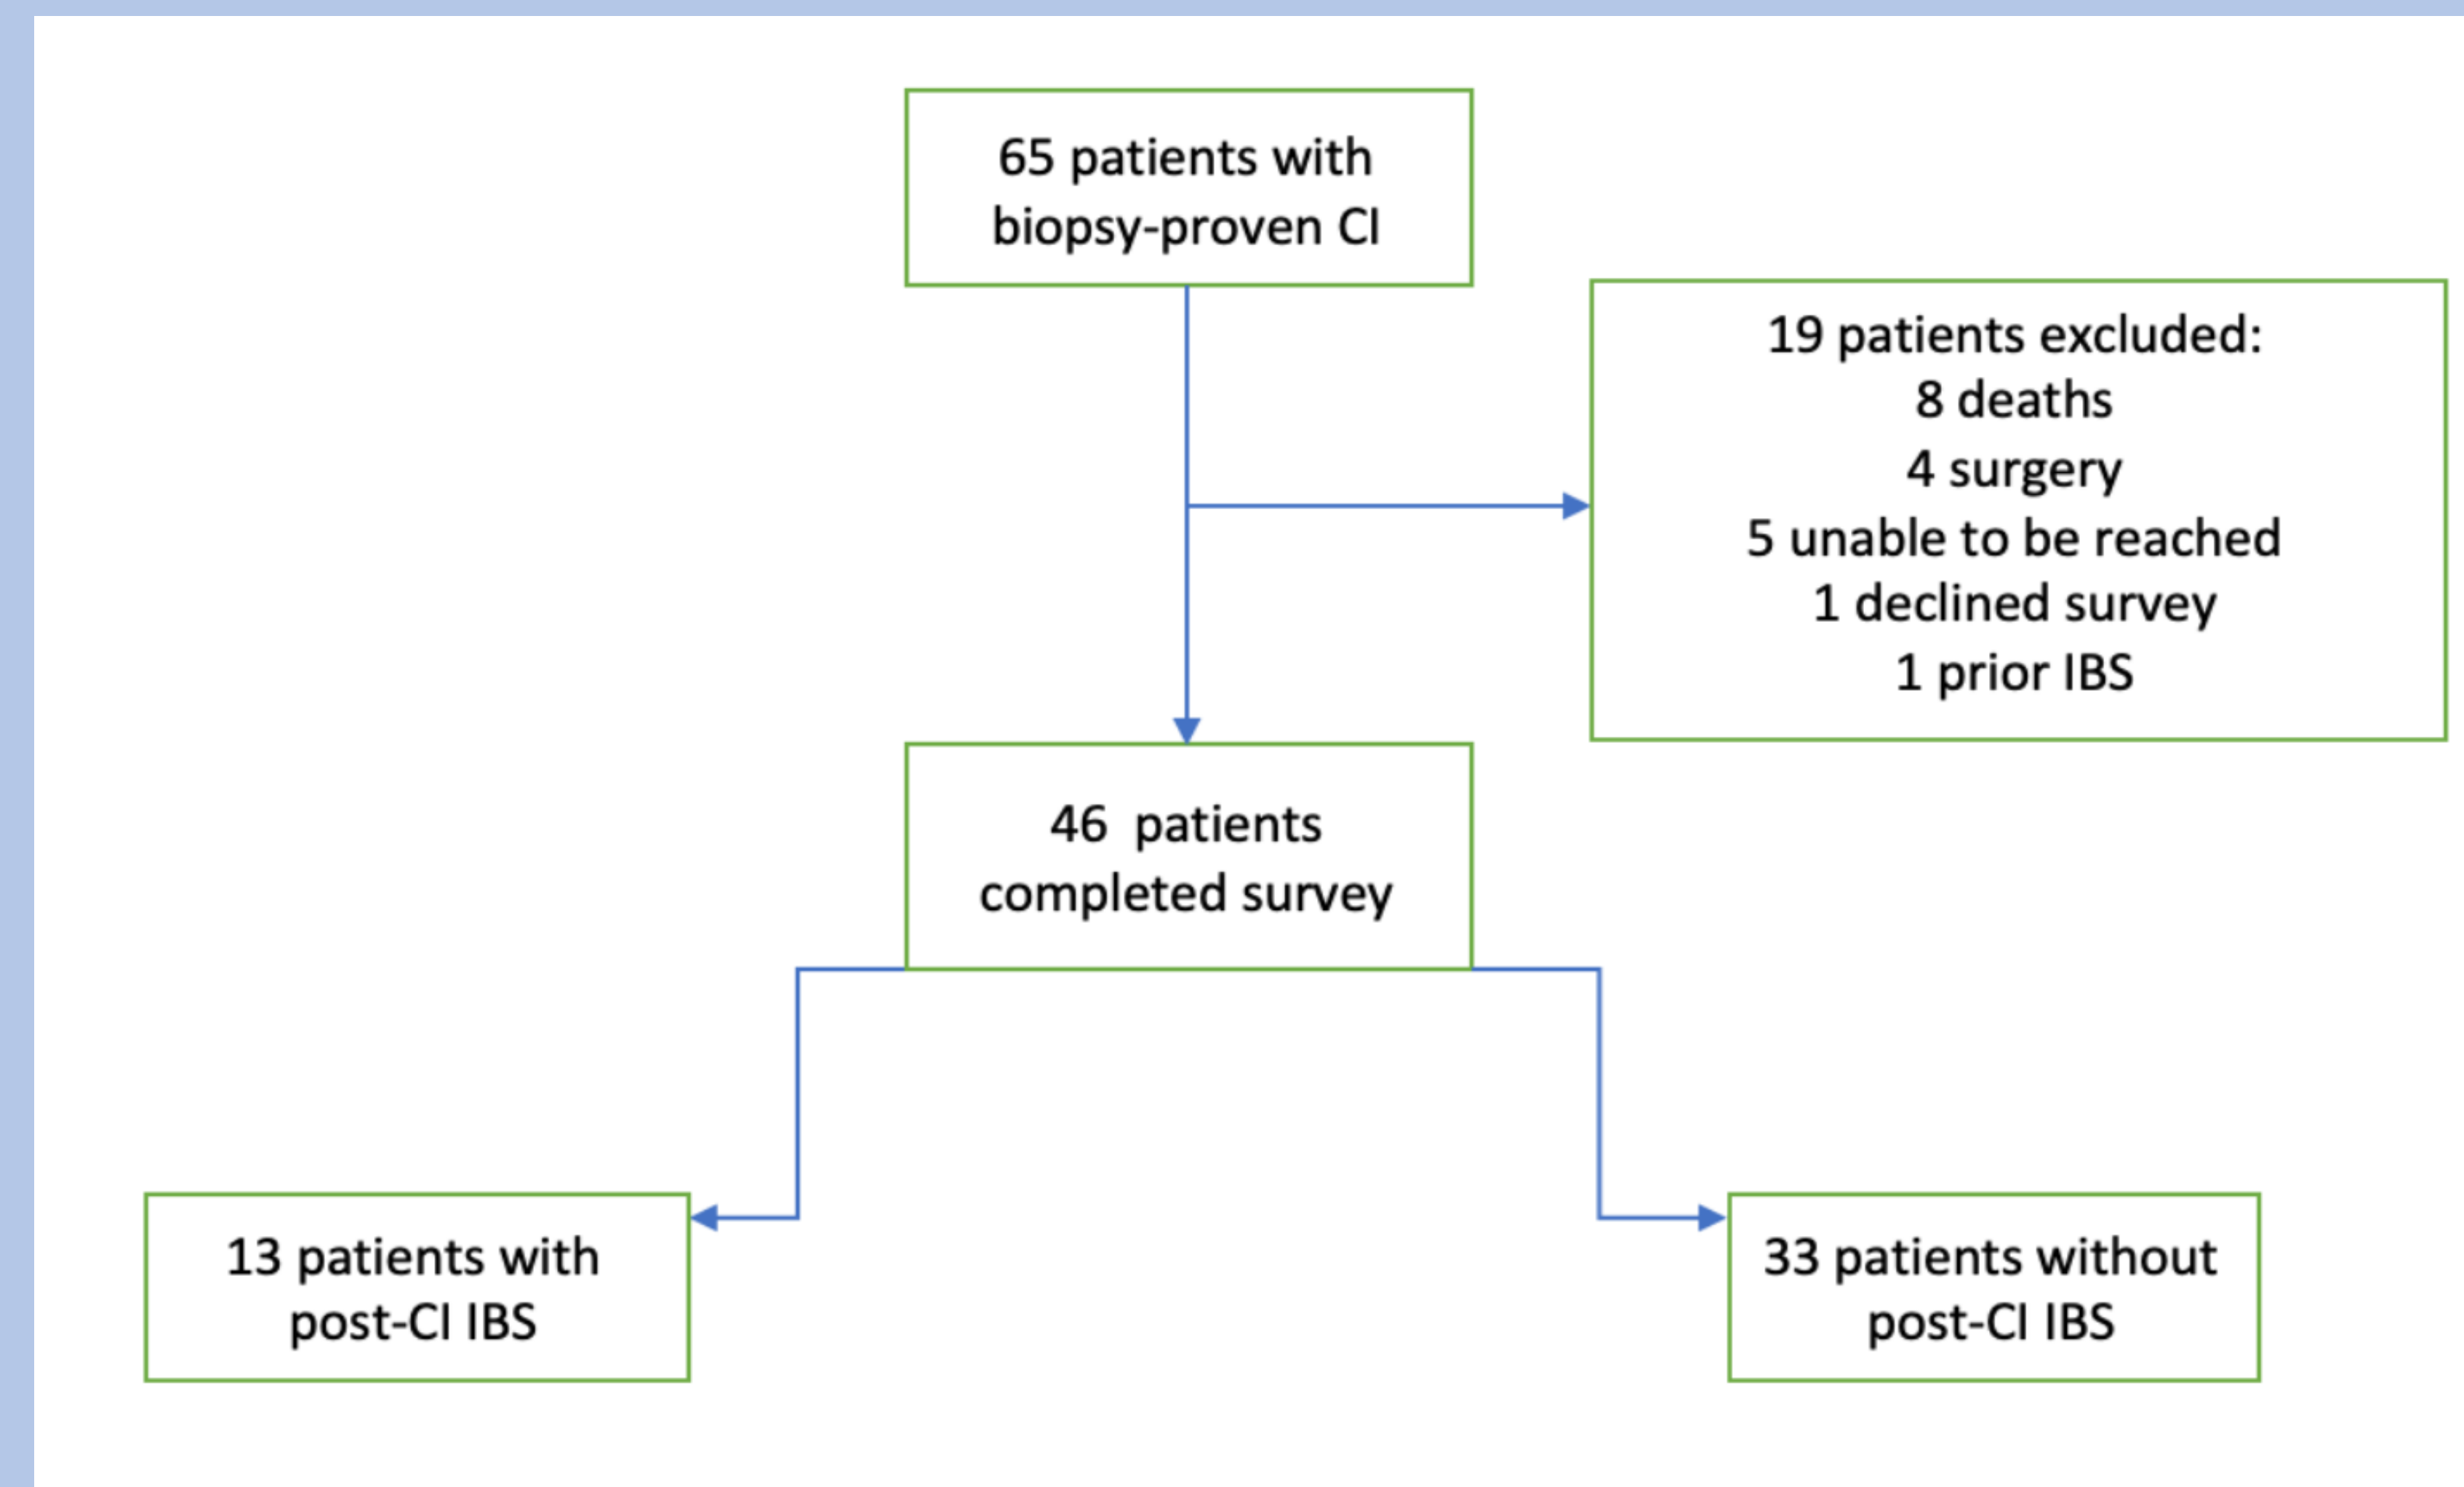 65 patients with
biopsy-proven CI
19 patients excluded:
8 deaths
4 surgery
5 unable to be reached
1 declined survey
1 prior IBS
46 patients
completed survey
13 patients with
post-CI IBS
33 patients without
post-CI IBS